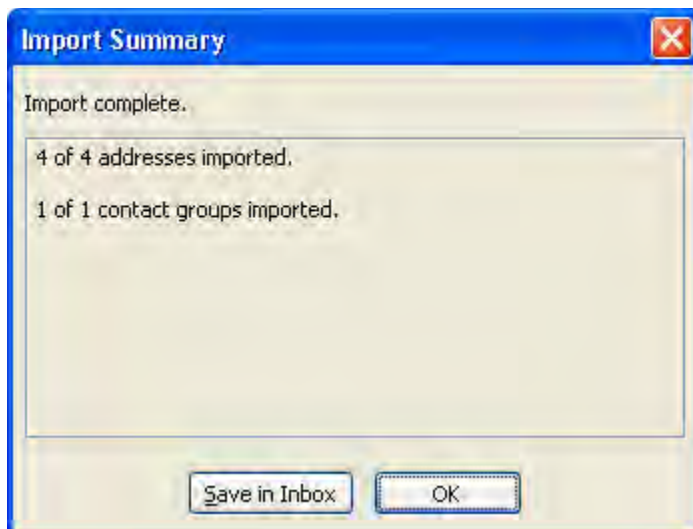 Import Summary
Import complete.
4 of 4 addresses imported.
1 of 1 contact groups imported.
Save in Inbox OK